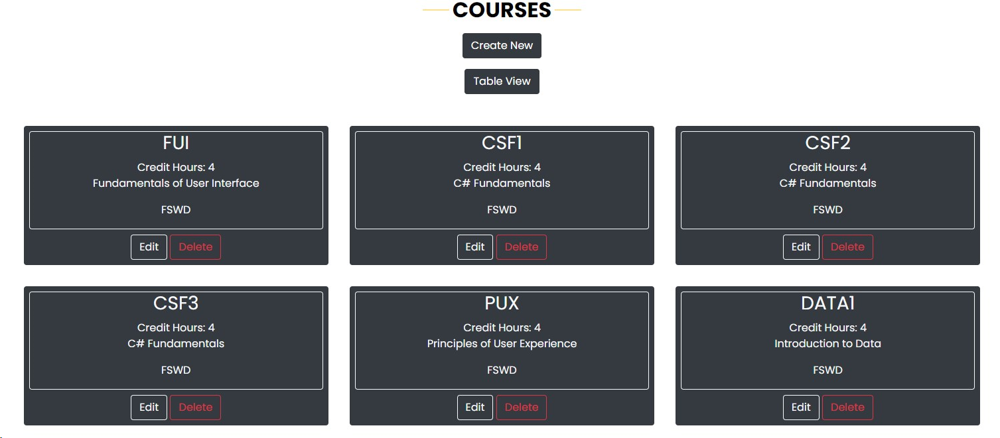 COURSES
Create New
Table View
FUI
Credit Hours: 4
Fundamentals of User Interface
FSWD
Edit Delete
CSF1
Credit Hours: 4
C# Fundamentals
FSWD
Edit Delete
CSF2
Credit Hours: 4
C# Fundamentals
FSWD
Edit Delete
CSF3
Credit Hours: 4
C# Fundamentals
FSWD
Edit Delete
PUX
Credit Hours: 4
Principles of User Experience
FSWD
Edit Delete
DATA1
Credit Hours: 4
Introduction to Data
FSWD
Edit Delete